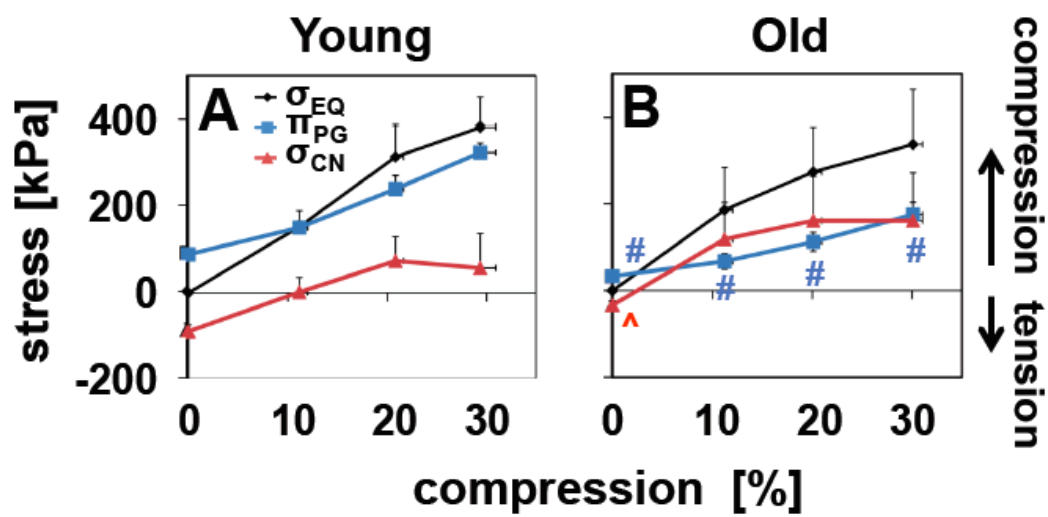 Young
Old
stress [kPa]
400
200
0
-200
A
σEQ
πPG
σCN
0
10
20
30
B
#
#
#
#
^
0
10
20
30
compression [%]
compression
tension